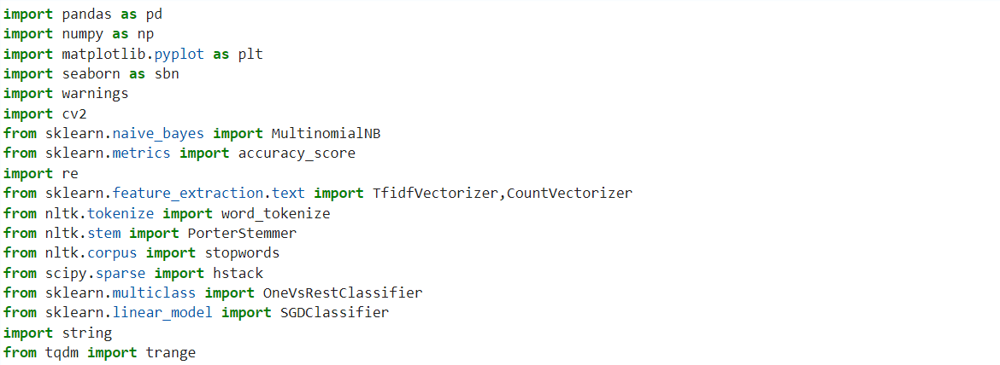 import pandas as pd
import numpy as np
import matplotlib.pyplot as plt
import seaborn as sbn
import warnings
import cv2
from sklearn.naive_bayes import MultinomialNB
from sklearn.metrics import accuracy_score
import re
from sklearn.feature_extraction.text import TfidfVectorizer,CountVectorizer
from nltk.tokenize import word_tokenize
from nltk.stem import PorterStemmer
from nltk.corpus import stopwords
from scipy.sparse import hstack
from sklearn.multiclass import OneVsRestClassifier
from sklearn.linear_model import SGDClassifier
import string
from tqdm import trange